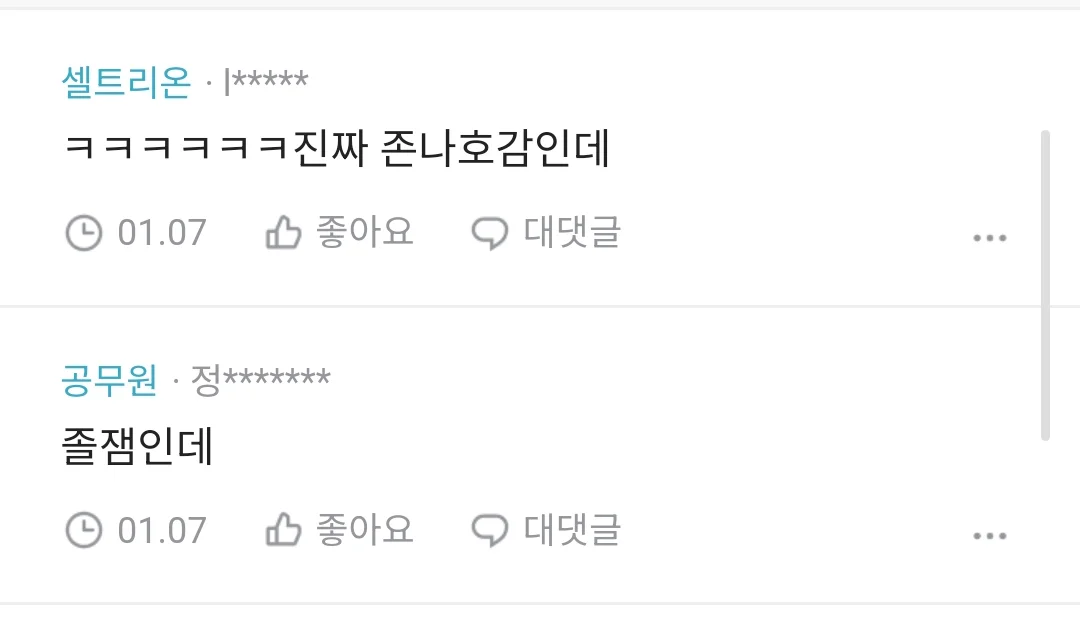 셀트리온 · l*****
ㅋㅋㅋㅋㅋㅋ진짜 존나호감인데
01.07 좋아요 대댓글
공무원 · 정*******
졸잼인데
01.07 좋아요 대댓글